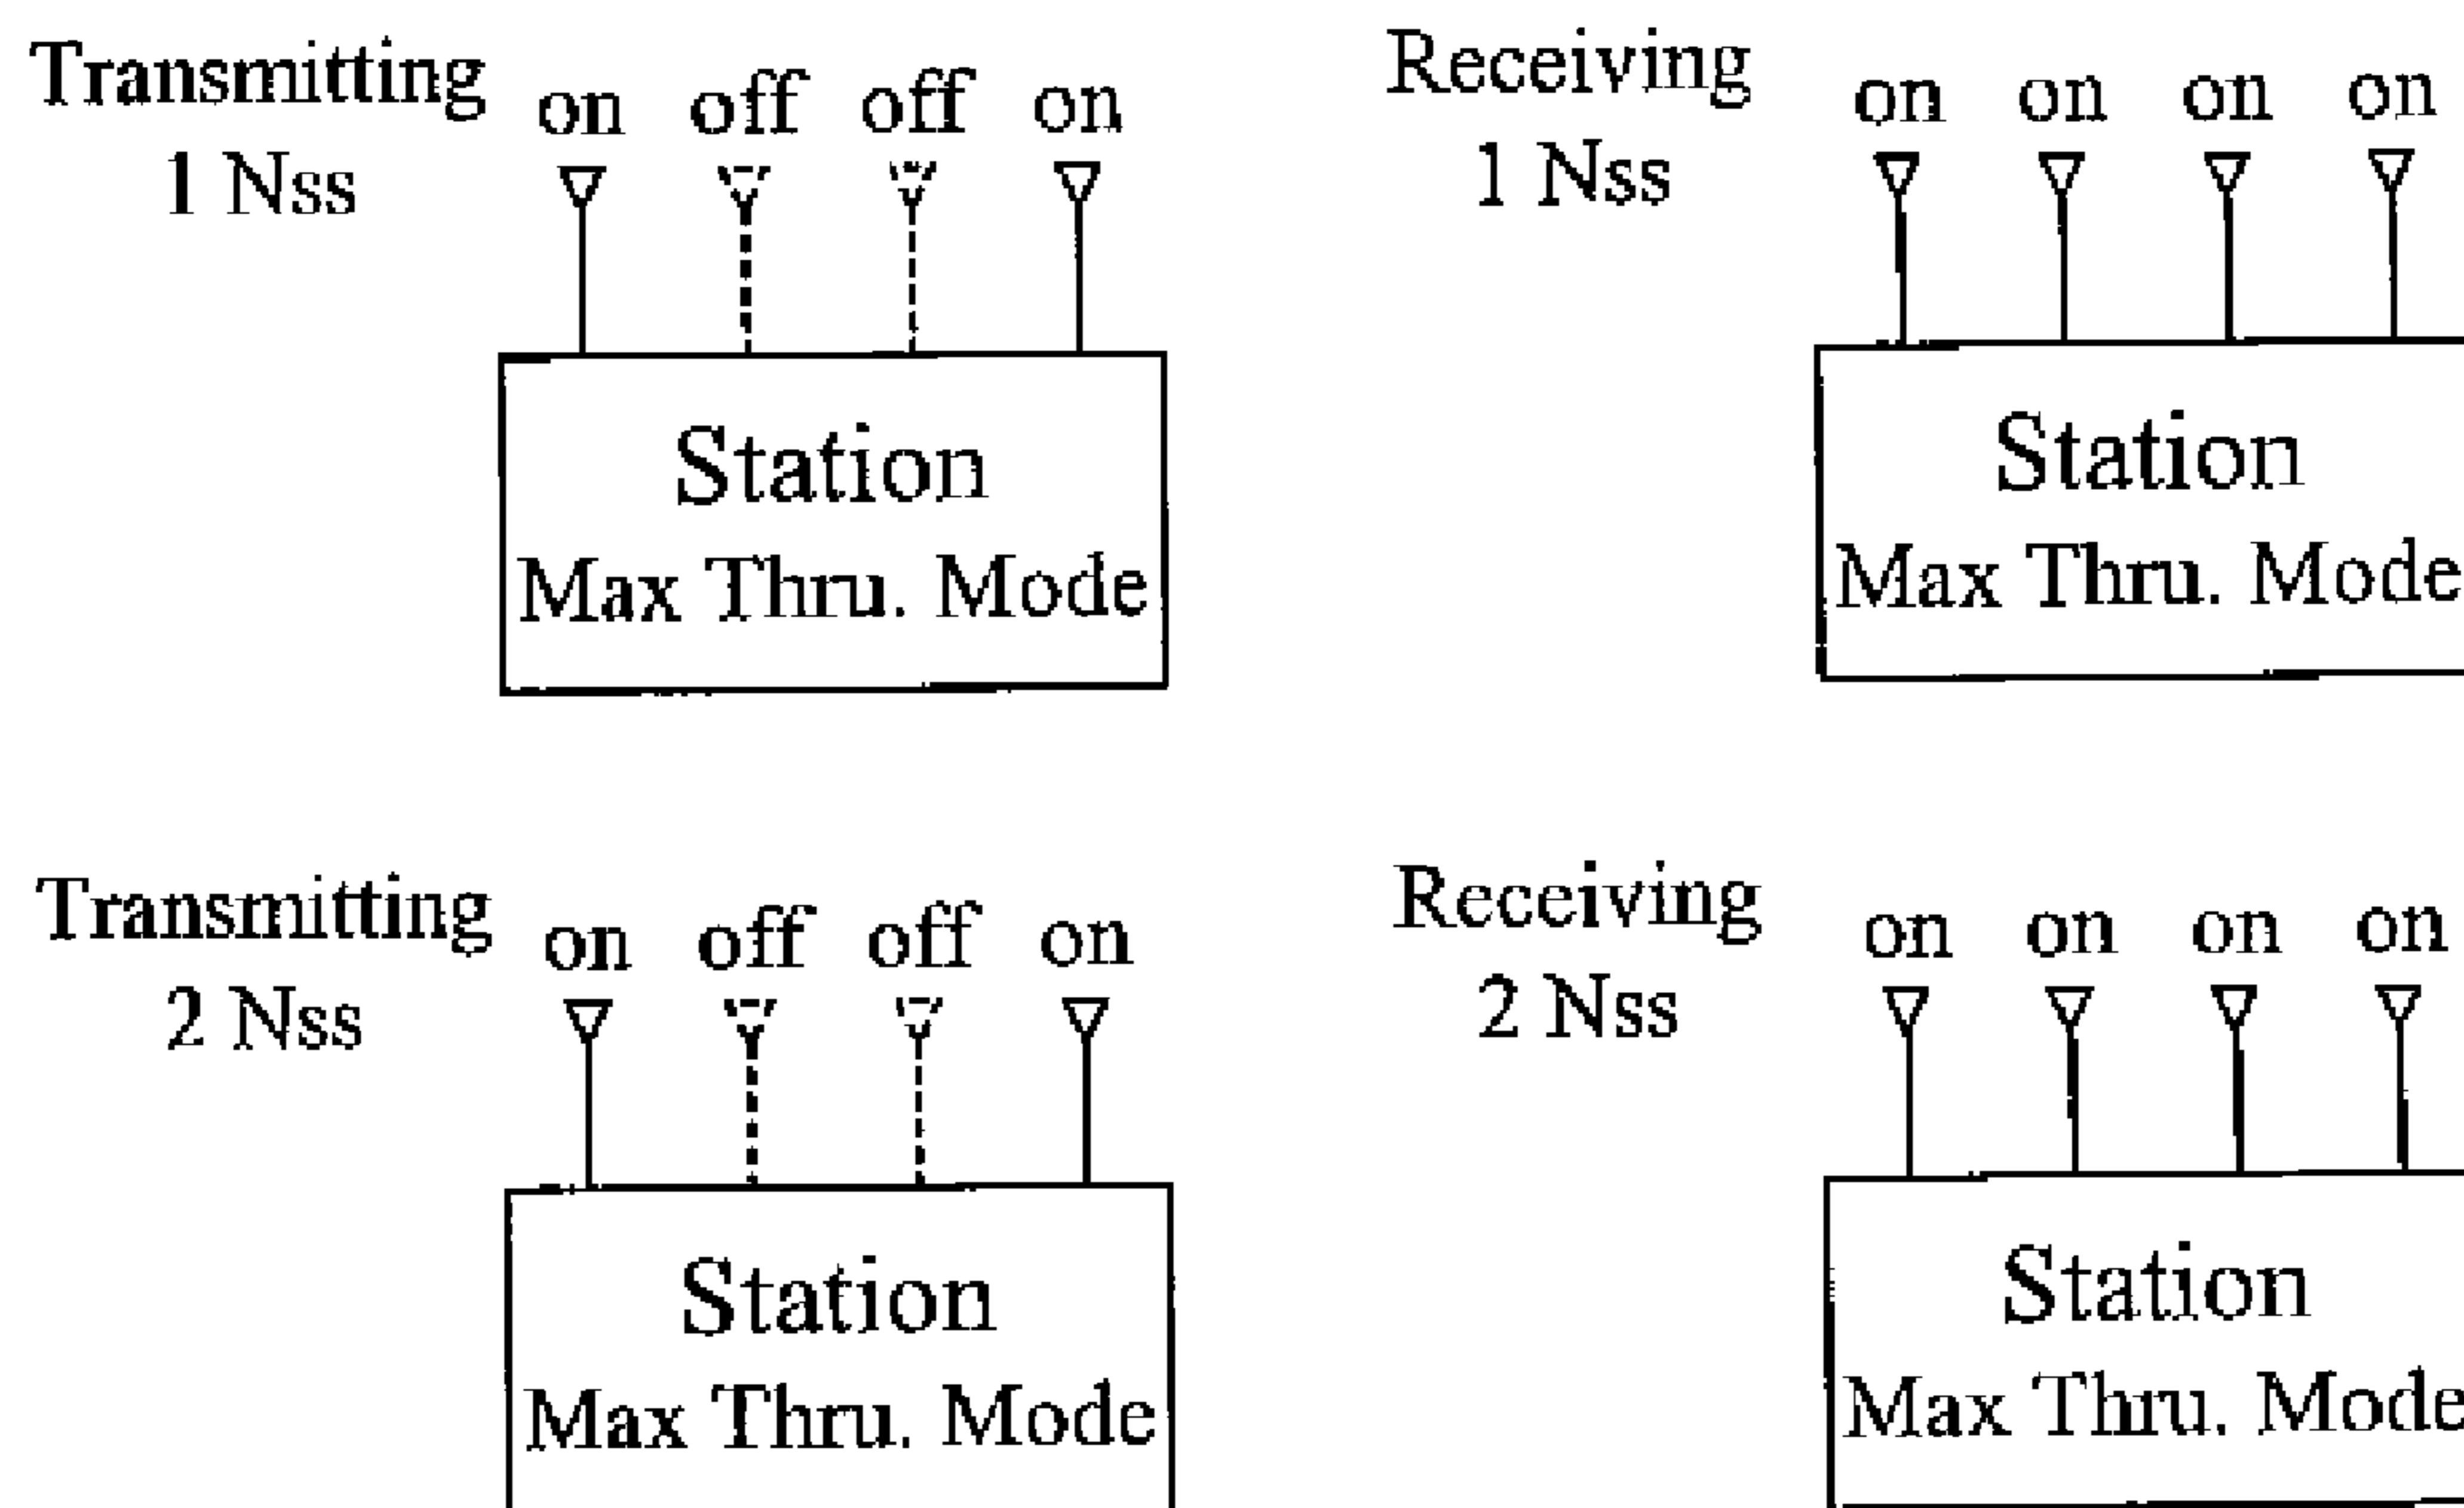 Transmitting
1 Nss
on off off on
Station
Max Thru. Mode
Receiving
1 Nss
on on on on
Station
Max Thru. Mode
Transmitting
2 Nss
on off off on
Station
Max Thru. Mode
Receiving
2 Nss
on on on on
Station
Max Thru. Mode